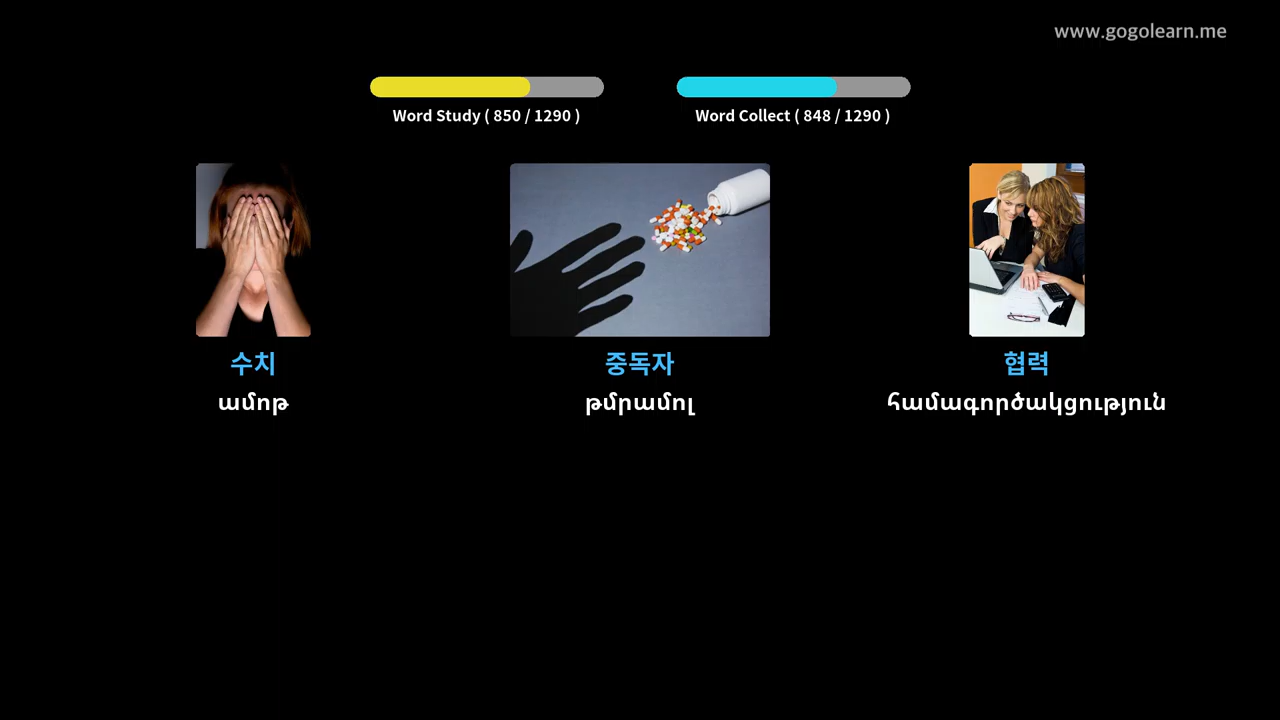 www.gogolearn.me
Word Study ( 850 / 1290 )
Word Collect ( 848 / 1290 )
수치
중독자
협력
ամոթ
թմրամոլ
համագործակցություն